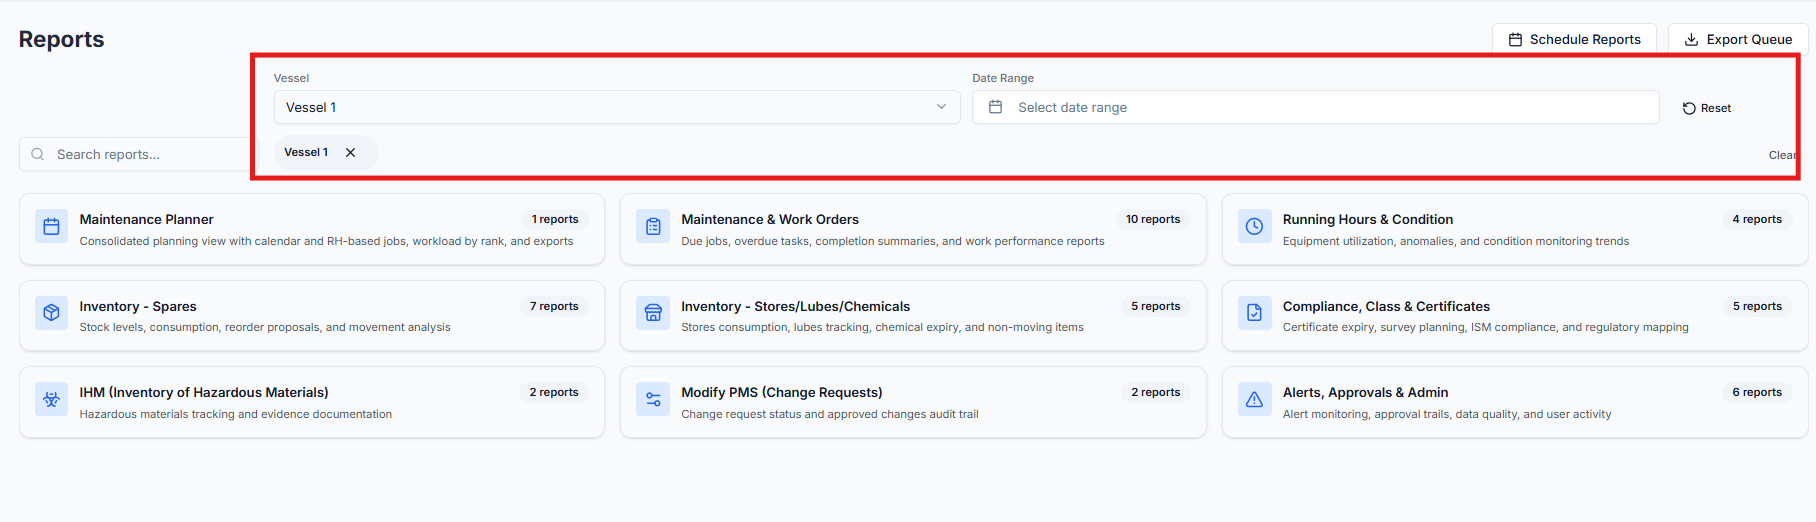 Reports
Schedule Reports
Export Queue
Vessel
Date Range
Vessel 1
Select date range
Reset
Search reports...
Vessel 1
Clear
Maintenance Planner
1 reports
Consolidated planning view with calendar and RH-based jobs, workload by rank, and exports
Maintenance & Work Orders
10 reports
Due jobs, overdue tasks, completion summaries, and work performance reports
Running Hours & Condition
4 reports
Equipment utilization, anomalies, and condition monitoring trends
Inventory - Spares
7 reports
Stock levels, consumption, reorder proposals, and movement analysis
Inventory - Stores/Lubes/Chemicals
5 reports
Stores consumption, lubes tracking, chemical expiry, and non-moving items
Compliance, Class & Certificates
5 reports
Certificate expiry, survey planning, ISM compliance, and regulatory mapping
IHM (Inventory of Hazardous Materials)
2 reports
Hazardous materials tracking and evidence documentation
Modify PMS (Change Requests)
2 reports
Change request status and approved changes audit trail
Alerts, Approvals & Admin
6 reports
Alert monitoring, approval trails, data quality, and user activity